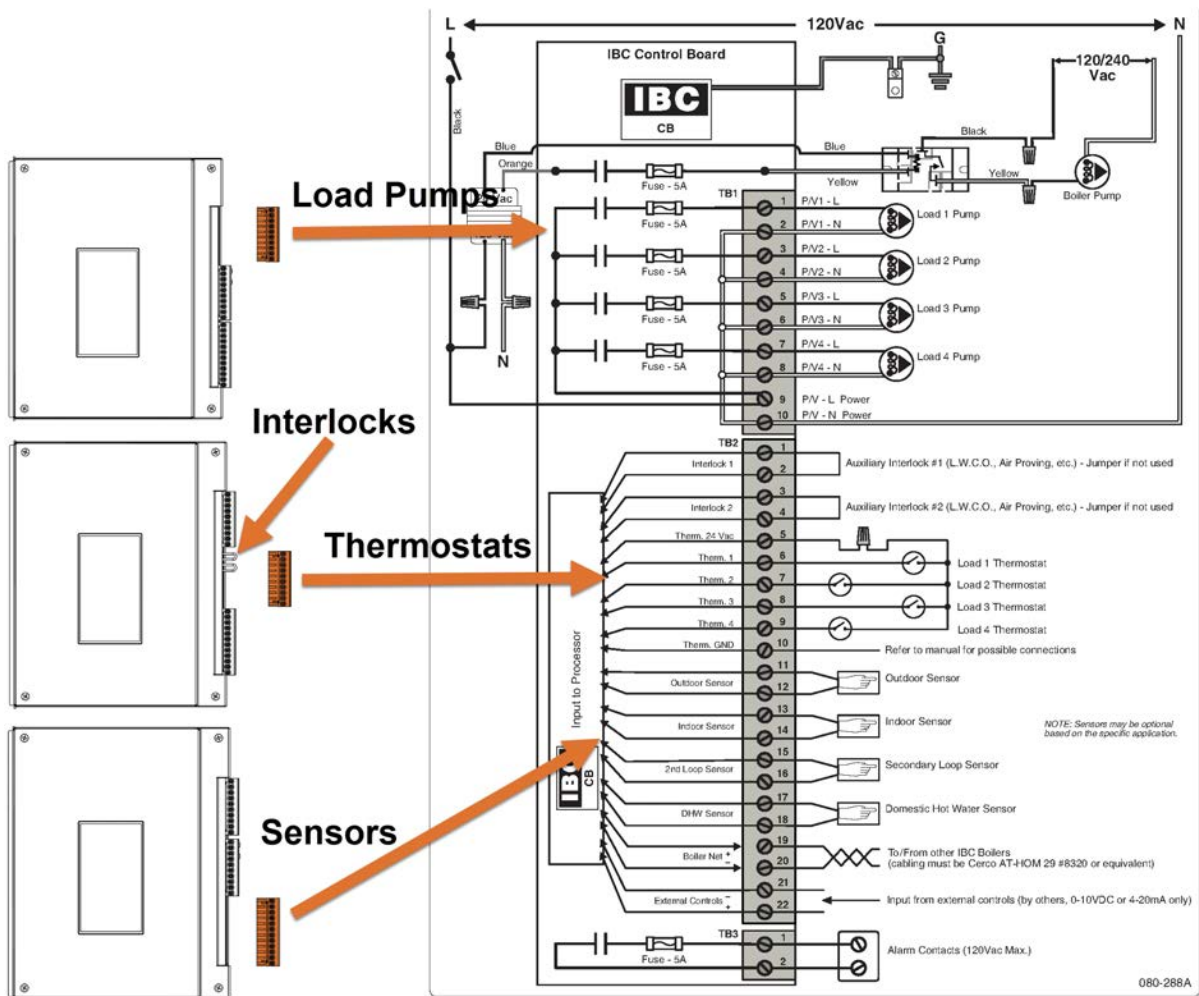 L
120Vac
N
IBC Control Board
G
120/240
Vac
IBC
CB
Black
Black
Blue
Blue
Orange
Fuse - 5A
Yellow
Yellow
Boiler Pump
Load Pumps
Vac
TB1
1
P/V1 - L
Load 1 Pump
Fuse - 5A
2
P/V1 - N
3
P/V2 - L
Load 2 Pump
Fuse - 5A
4
P/V2 - N
5
P/V3 - L
Load 3 Pump
Fuse - 5A
6
P/V3 - N
7
P/V4 - L
Load 4 Pump
N
Fuse - 5A
8
P/V4 - N
9
P/V - L Power
10
P/V - N Power
Interlocks
TB2
1
Interlock 1
2
Auxiliary Interlock #1 (L.W.C.O., Air Proving, etc.) - Jumper if not used
3
Interlock 2
4
Auxiliary Interlock #2 (L.W.C.O., Air Proving, etc.) - Jumper if not used
Thermostats
Therm. 24 Vac
5
Therm. 1
6
Load 1 Thermostat
Therm. 2
7
Load 2 Thermostat
Therm. 3
8
Load 3 Thermostat
Therm. 4
9
Load 4 Thermostat
Therm. GND
10
Refer to manual for possible connections
Input to Processor
11
Outdoor Sensor
12
Outdoor Sensor
13
Indoor Sensor
14
Indoor Sensor
NOTE: Sensors may be optional
based on the specific application.
15
2nd Loop Sensor
16
Secondary Loop Sensor
CB
17
DHW Sensor
18
Domestic Hot Water Sensor
Sensors
19
Boiler Net + -
20
To/From other IBC Boilers
(cabling must be Cerco AT-HOM 29 #8320 or equivalent)
21
External Controls - +
22
Input from external controls (by others, 0-10VDC or 4-20mA only)
TB3
1
Fuse - 5A
2
Alarm Contacts (120Vac Max.)
080-288A